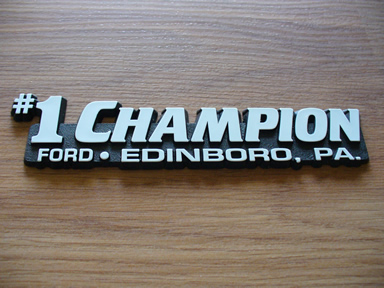 #1 CHAMPION
FORD • EDINBORO, PA.